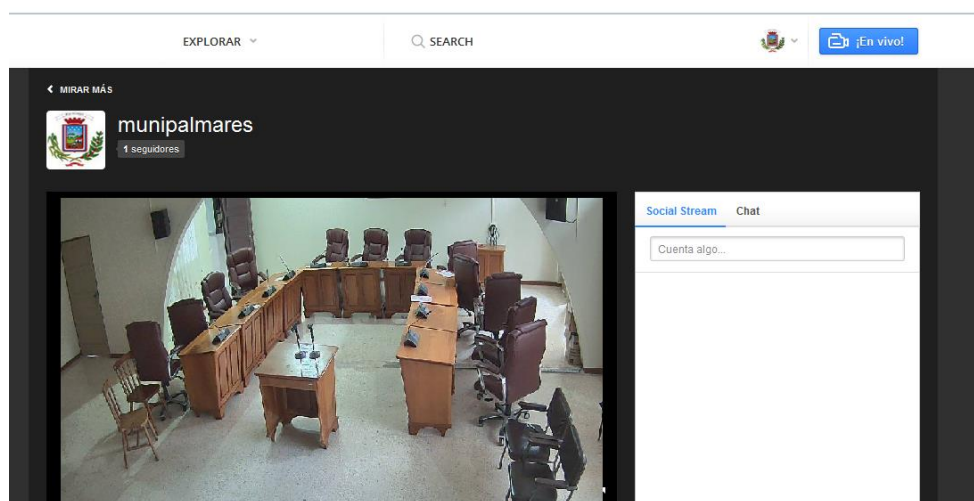 EXPLORAR
SEARCH
¡En vivo!
MIRAR MÁS
munipalmares
1 seguidores
Social Stream
Chat
Cuenta algo...